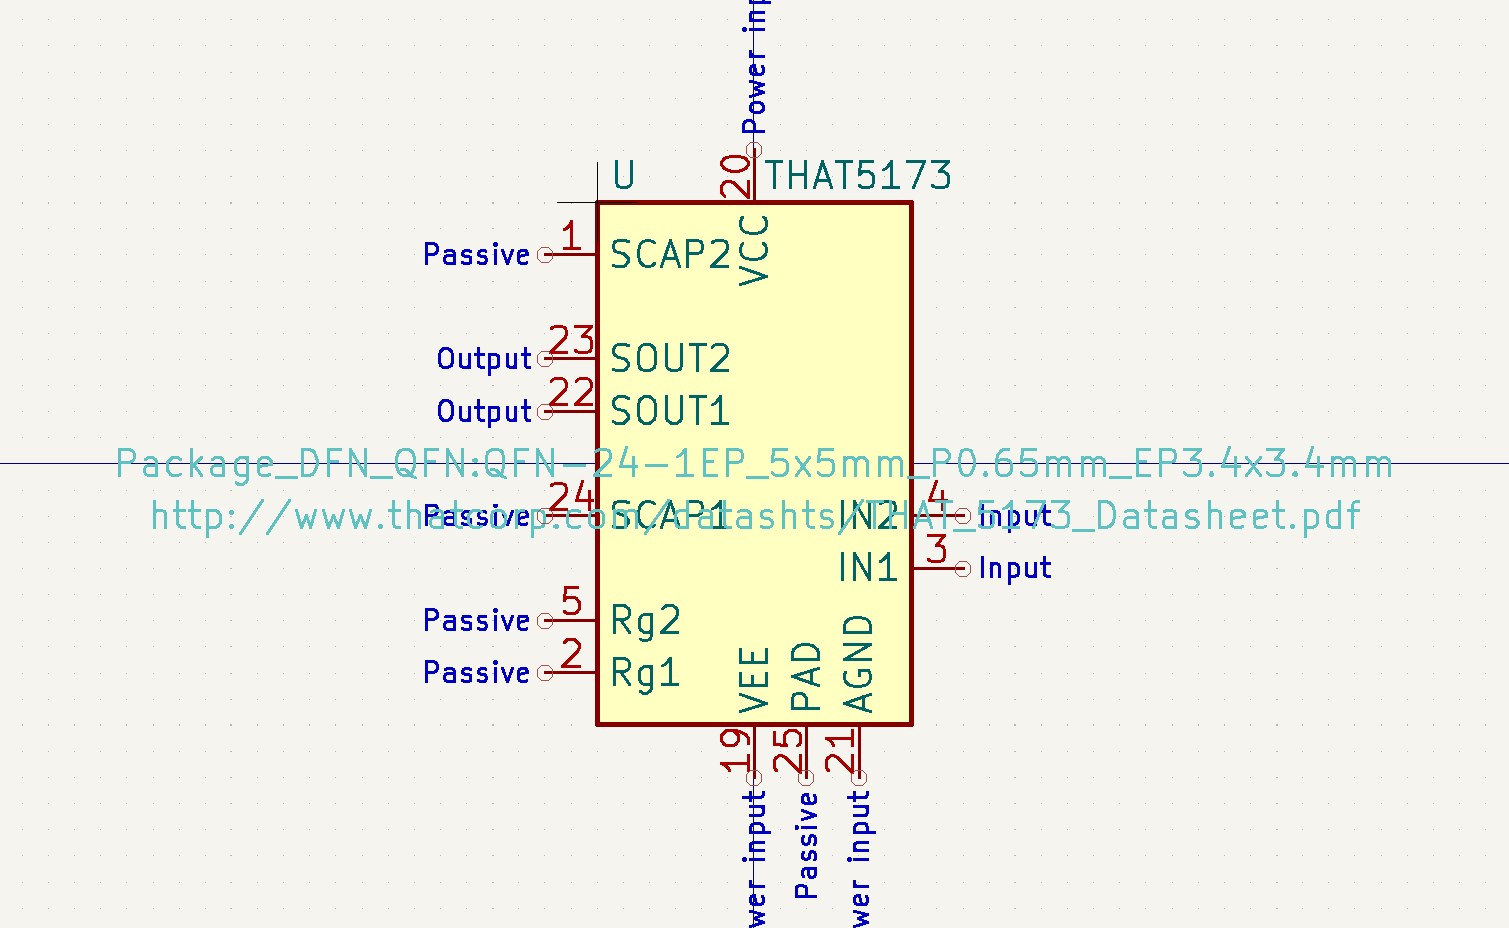 Power inp
20
U
THAT5173
VCC
Passive
1
SCAP2
Output
23
SOUT2
Output
22
SOUT1
Package_DFN_QFN:QFN-24-1EP_5x5mm_P0.65mm_EP3.4x3.4mm
Passive
24
SCAP1
IN2
4
Input
http://www.thatcorp.com/datashts/THAT_5173_Datasheet.pdf
IN1
3
Input
Passive
5
Rg2
Passive
2
Rg1
VEE
PAD
AGND
19
25
21
wer input
Passive
wer input